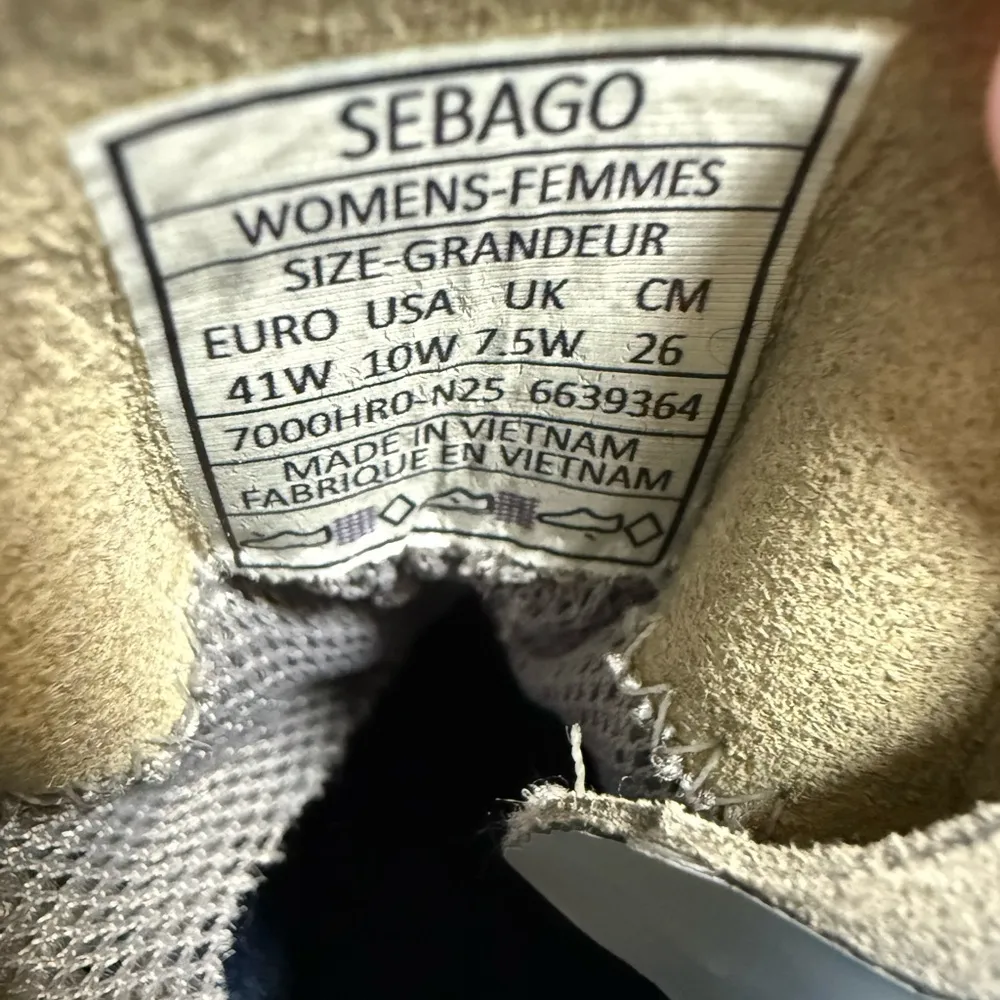 SEBAGO
WOMENS-FEMMES
SIZE-GRANDEUR
EURO USA UK CM
41W 10W 7.5W 26
7000HR0 N25 6639364
MADE IN VIETNAM
FABRIQUE EN VIETNAM